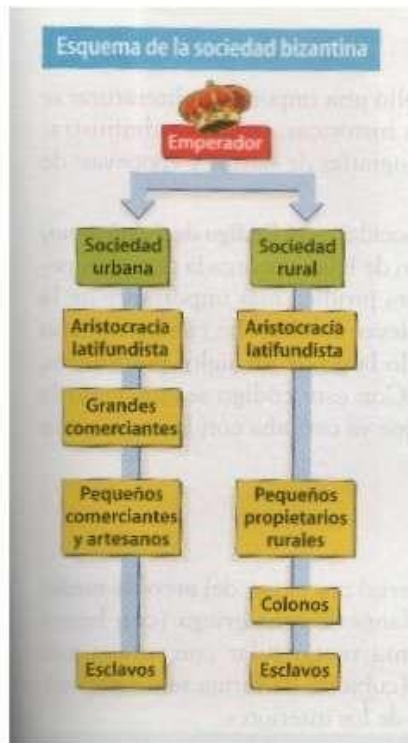 Esquema de la sociedad bizantina
Emperador
Sociedad
urbana
Aristocracia
latifundista
Grandes
comerciantes
Pequeños
comerciantes
y artesanos
Esclavos
Sociedad
rural
Aristocracia
latifundista
Pequeños
propietarios
rurales
Colonos
Esclavos